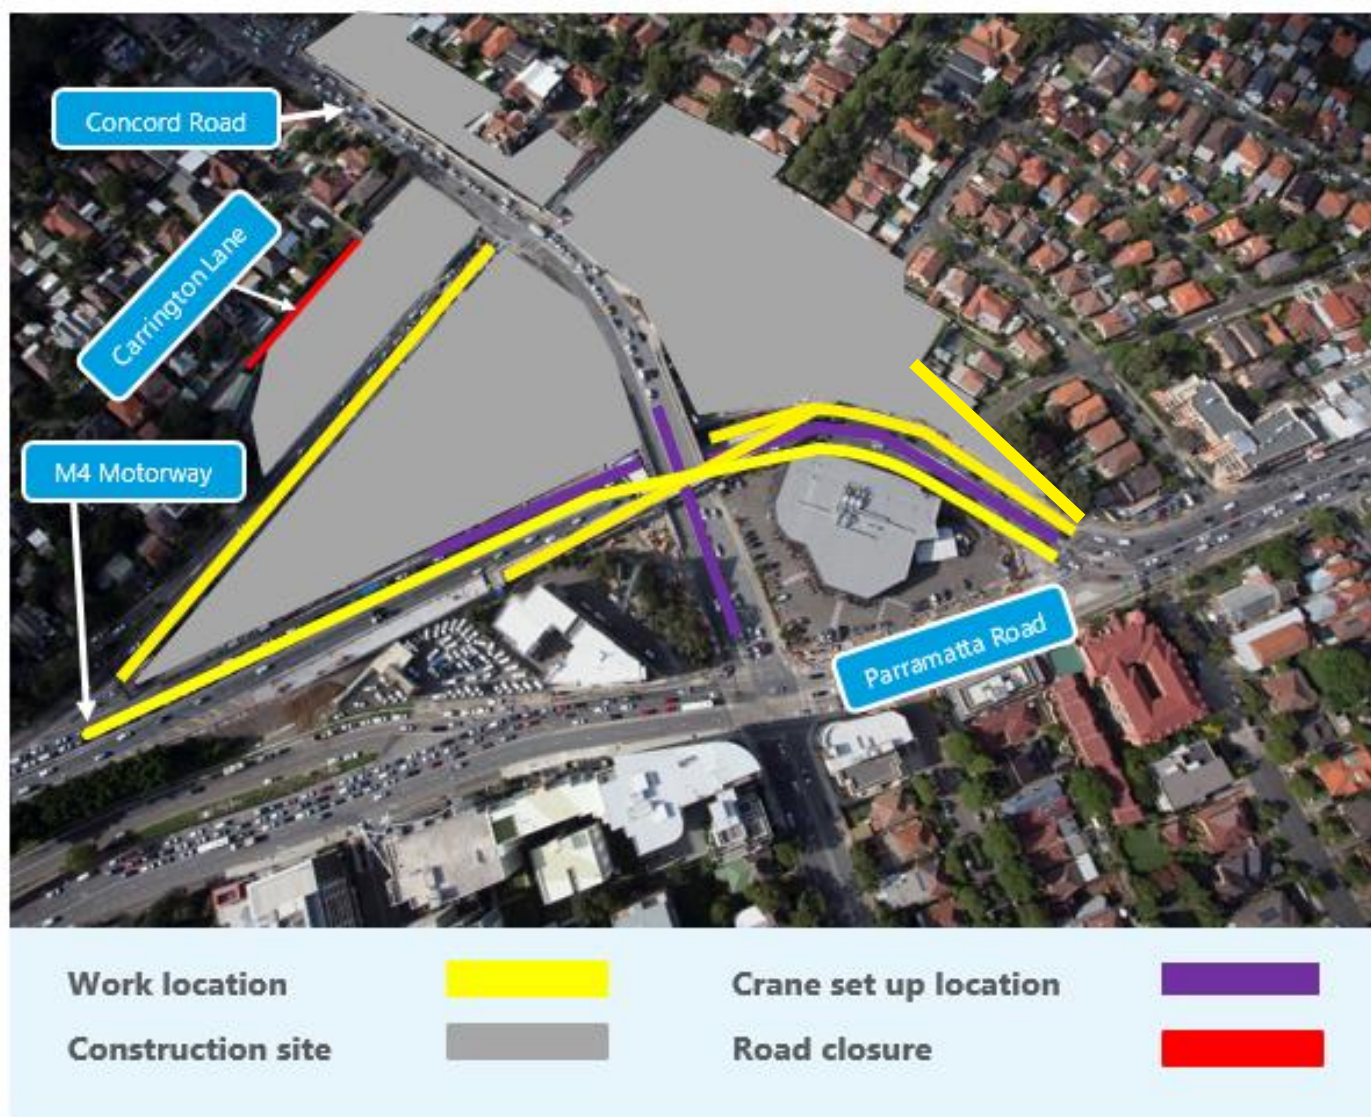 Concord Road
Carrington Lane
M4 Motorway
Parramatta Road
Work location
Crane set up location
Construction site
Road closure